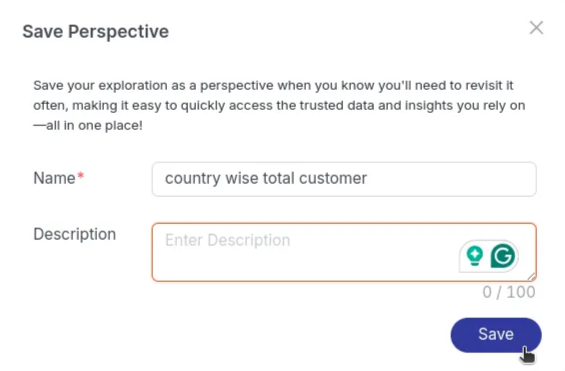 Save Perspective
Save your exploration as a perspective when you know you'll need to revisit it
often, making it easy to quickly access the trusted data and insights you rely on
—all in one place!
Name*
country wise total customer
Description
Enter Description
0 / 100
Save